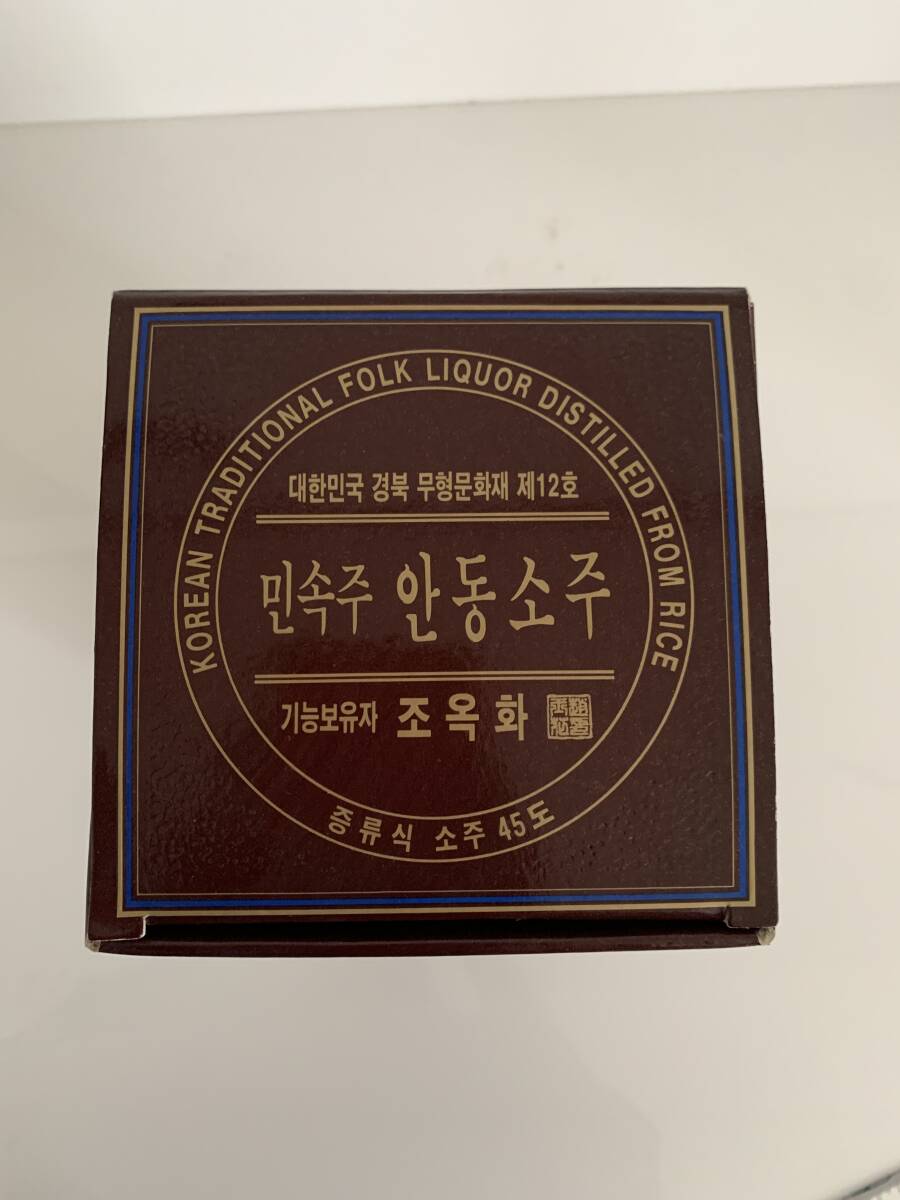 KOREAN TRADITIONAL FOLK LIQUOR DISTILLED FROM RICE
대한민국 경북 무형문화재 제12호
민속주 안동소주
기능보유자 조옥화
증류식 소주 45도